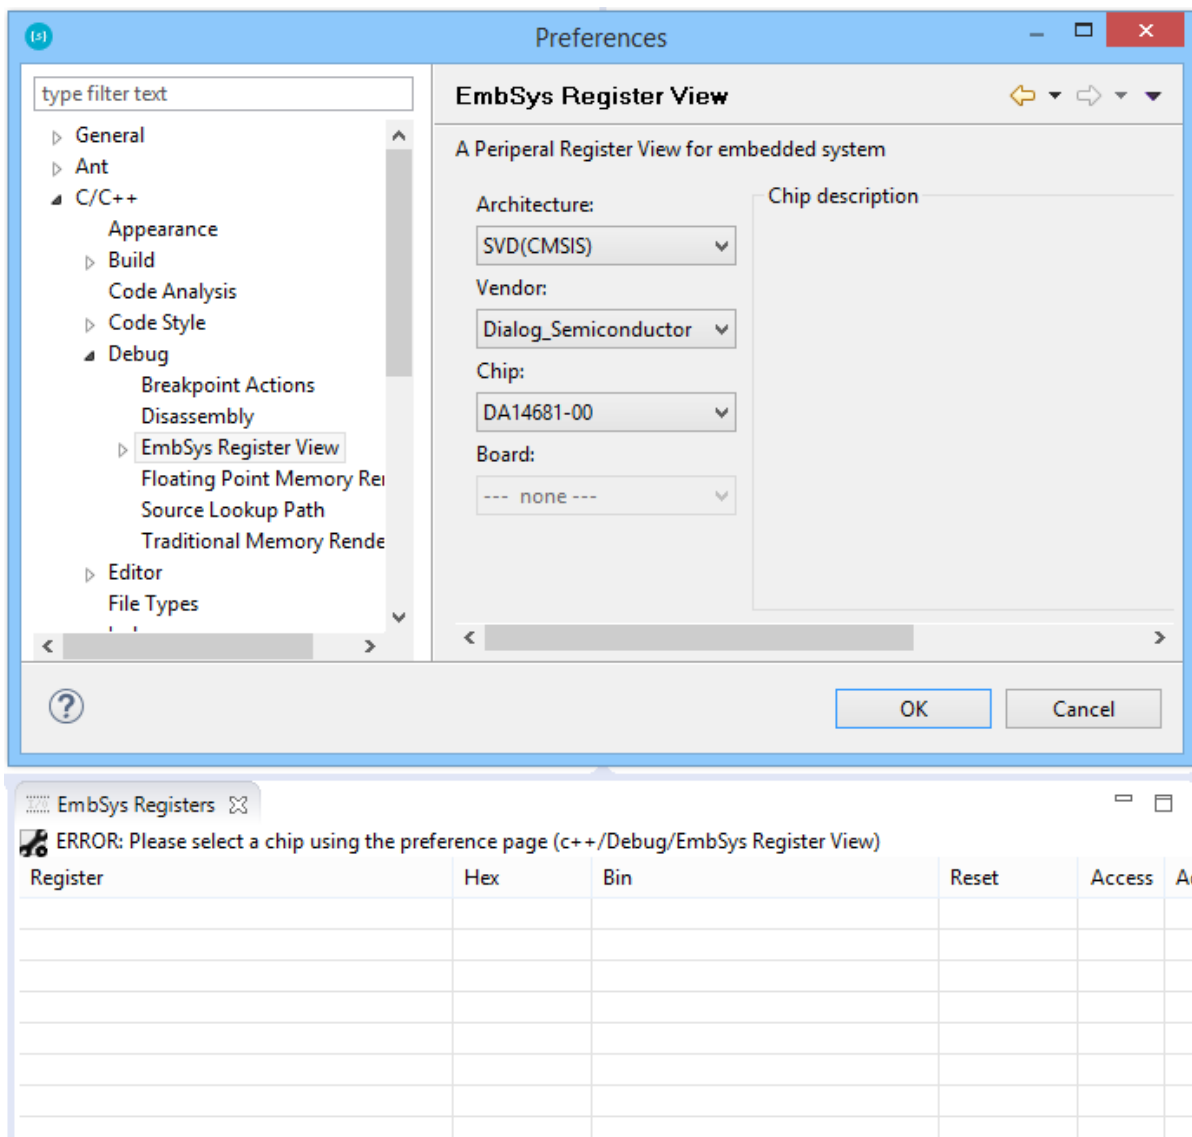 Preferences
type filter text
General
Ant
C/C++
Appearance
Build
Code Analysis
Code Style
Debug
Breakpoint Actions
Disassembly
EmbSys Register View
Floating Point Memory Rei
Source Lookup Path
Traditional Memory Rende
Editor
File Types
EmbSys Register View
A Periperal Register View for embedded system
Architecture:
SVD(CMSIS)
Vendor:
Dialog_Semiconductor
Chip:
DA14681-00
Board:
--- none ---
Chip description
OK
Cancel
EmbSys Registers
ERROR: Please select a chip using the preference page (c++/Debug/EmbSys Register View)
Register Hex Bin Reset Access